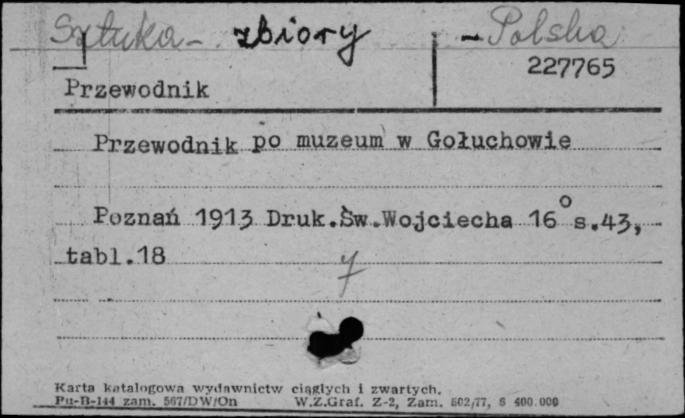 Sztuka - zbiory - Polska
227765
Przewodnik
Przewodnik po muzeum w Gołuchowie
Poznań 1913 Druk.Św.Wojciecha 16° s.43,
tabl.18
Karta katalogowa wydawnictw ciągłych i zwartych.
Pu-B-144 zam. 567/DW/On W.Z.Graf. Z-2, Zam. 502/77, 6 400.000